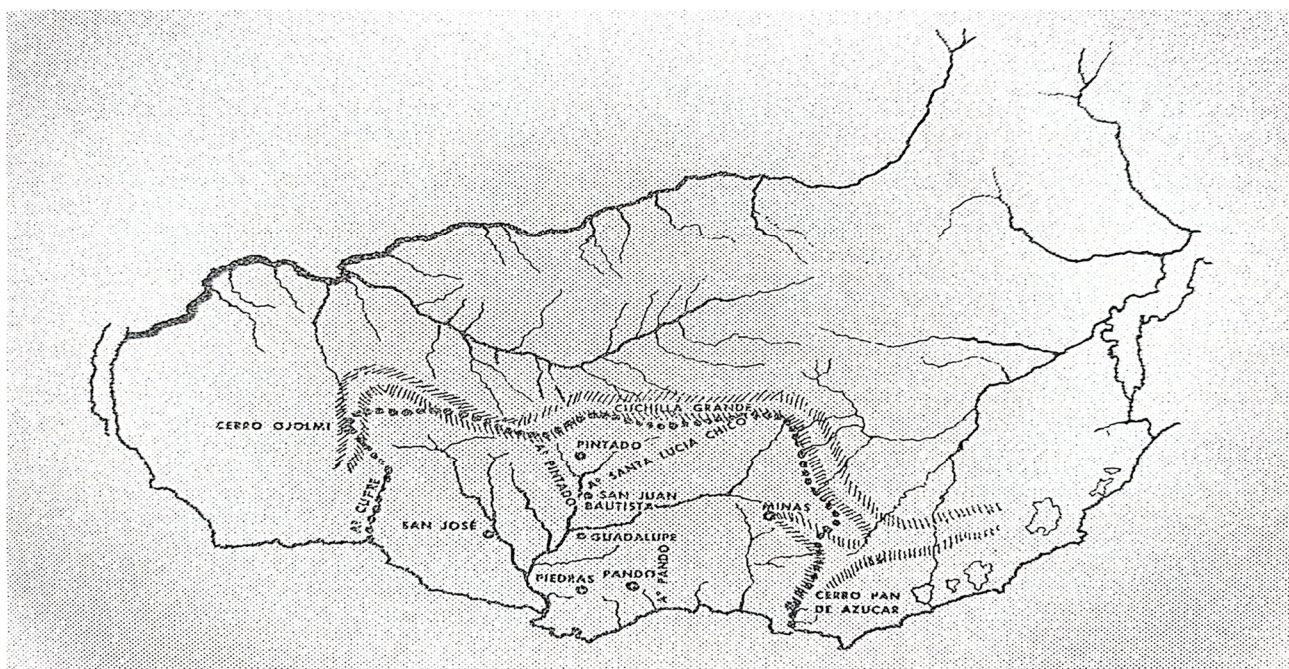 CUCHILLA GRANDE
CERRO OJOLMI
Aº PINTADO
PINTADO
Aº SANTA LUCIA CHICO
SAN JUAN
BAUTISTA
Aº CUFRE
SAN JOSÉ
MINAS
GUADALUPE
PIEDRAS
PANDO
Aº PANDO
CERRO PAN
DE AZUCAR